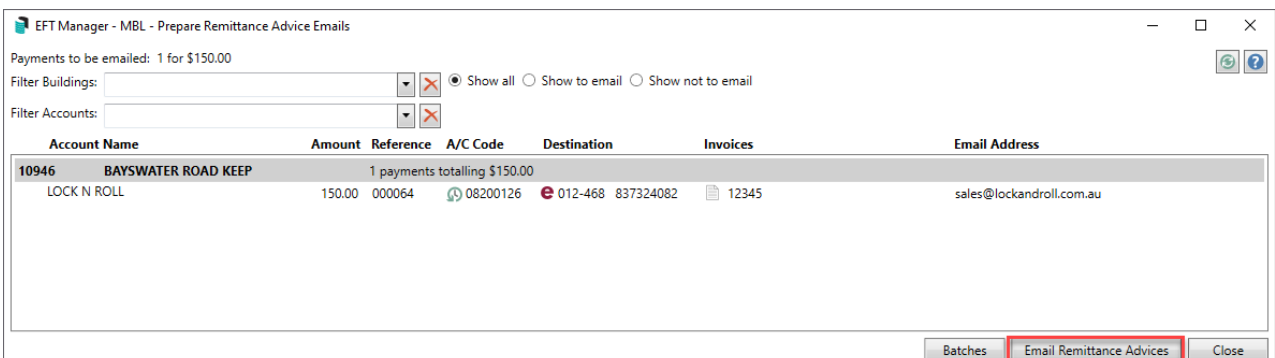 EFT Manager - MBL - Prepare Remittance Advice Emails
Payments to be emailed: 1 for $150.00
Filter Buildings: Show all Show to email Show not to email
Filter Accounts:
Account Name Amount Reference A/C Code Destination Invoices Email Address
10946 BAYSWATER ROAD KEEP 1 payments totalling $150.00
LOCK N ROLL 150.00 000064 08200126 e 012-468 837324082 12345 sales@lockandroll.com.au
Batches Email Remittance Advices Close